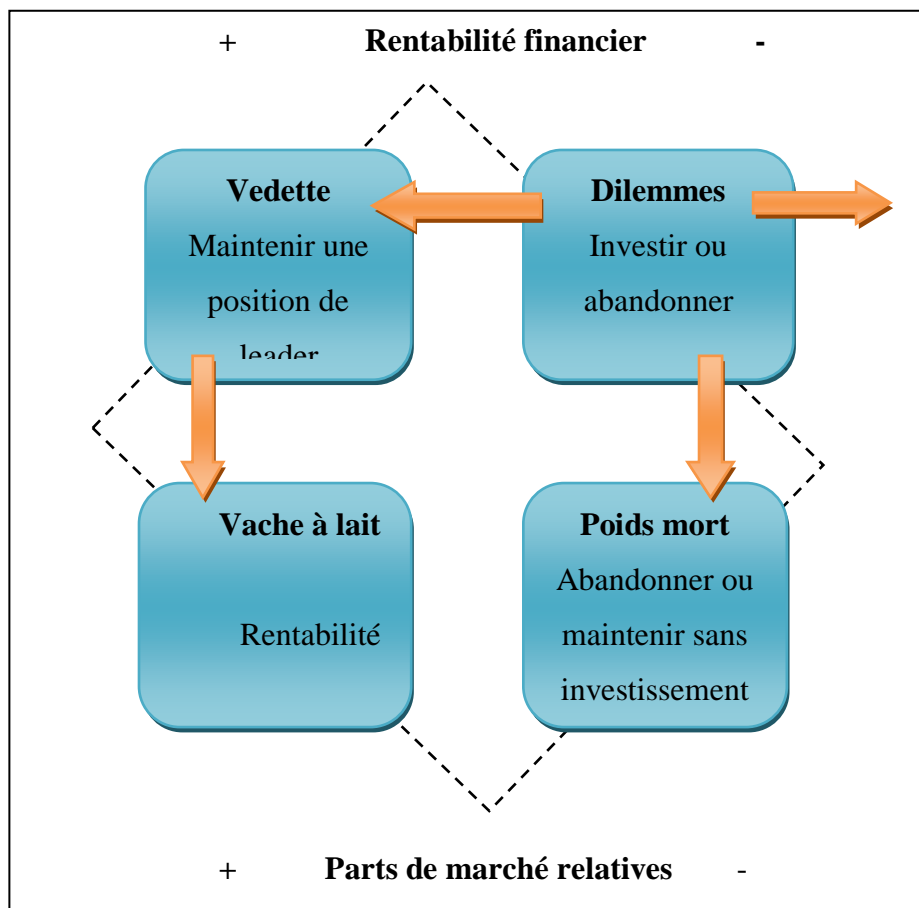 + Rentabilité financier -
Vedette
Maintenir une
position de
leader
Dilemmes
Investir ou
abandonner
Vache à lait
Rentabilité
Poids mort
Abandonner ou
maintenir sans
investissement
+ Parts de marché relatives -